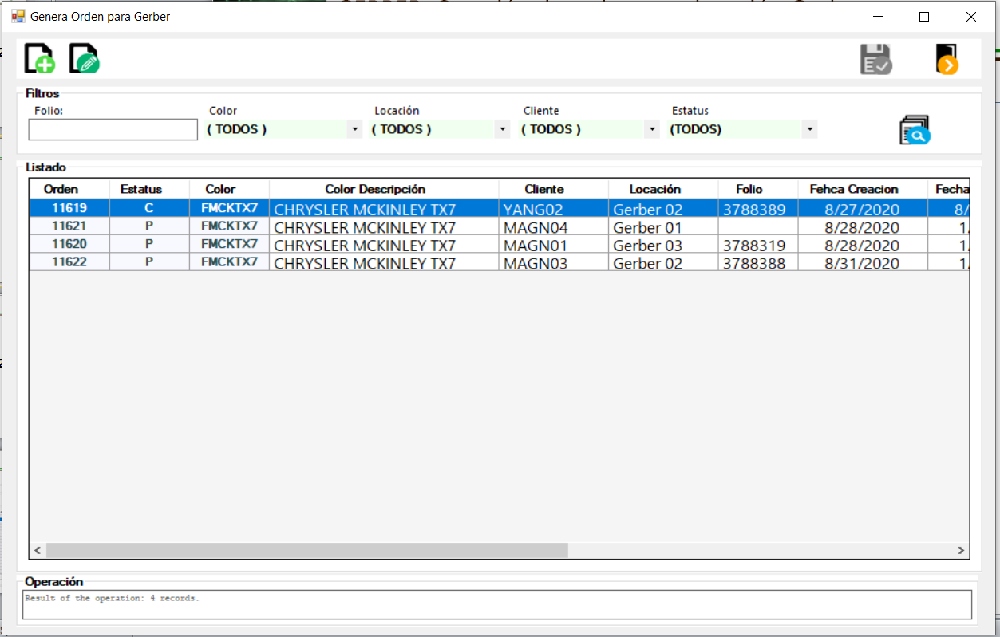 Genera Orden para Gerber
Filtros
Folio: Color Locación Cliente Estatus
( TODOS ) ( TODOS ) ( TODOS ) (TODOS)
Listado
Orden Estatus Color Color Descripción Cliente Locación Folio Fehca Creacion Fecha
11619 C FMCKTX7 CHRYSLER MCKINLEY TX7 YANG02 Gerber 02 3788389 8/27/2020 8/
11621 P FMCKTX7 CHRYSLER MCKINLEY TX7 MAGN04 Gerber 01 8/28/2020 1
11620 P FMCKTX7 CHRYSLER MCKINLEY TX7 MAGN01 Gerber 03 3788319 8/28/2020 1
11622 P FMCKTX7 CHRYSLER MCKINLEY TX7 MAGN03 Gerber 02 3788388 8/31/2020 1
Operación
Result of the operation: 4 records.